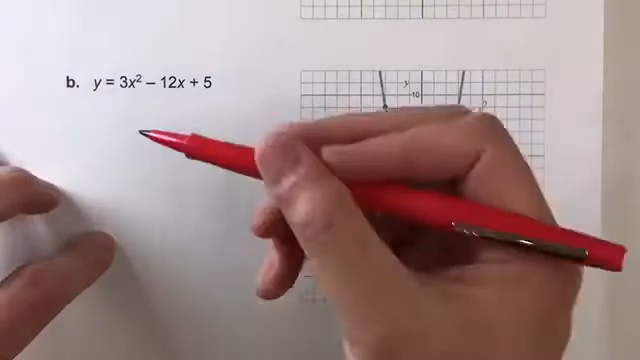 b. y = 3x² – 12x + 5
y
10